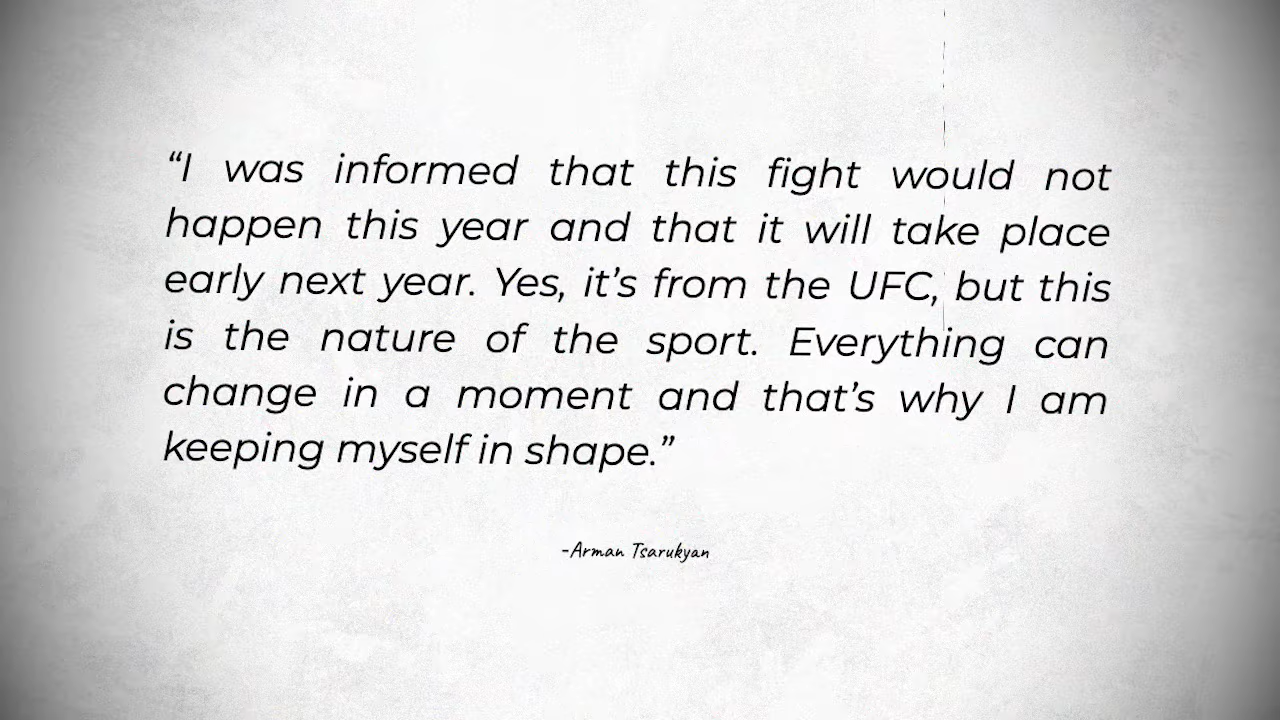 “I was informed that this fight would not
happen this year and that it will take place
early next year. Yes, it’s from the UFC, but this
is the nature of the sport. Everything can
change in a moment and that’s why I am
keeping myself in shape.”
-Arman Tsarukyan